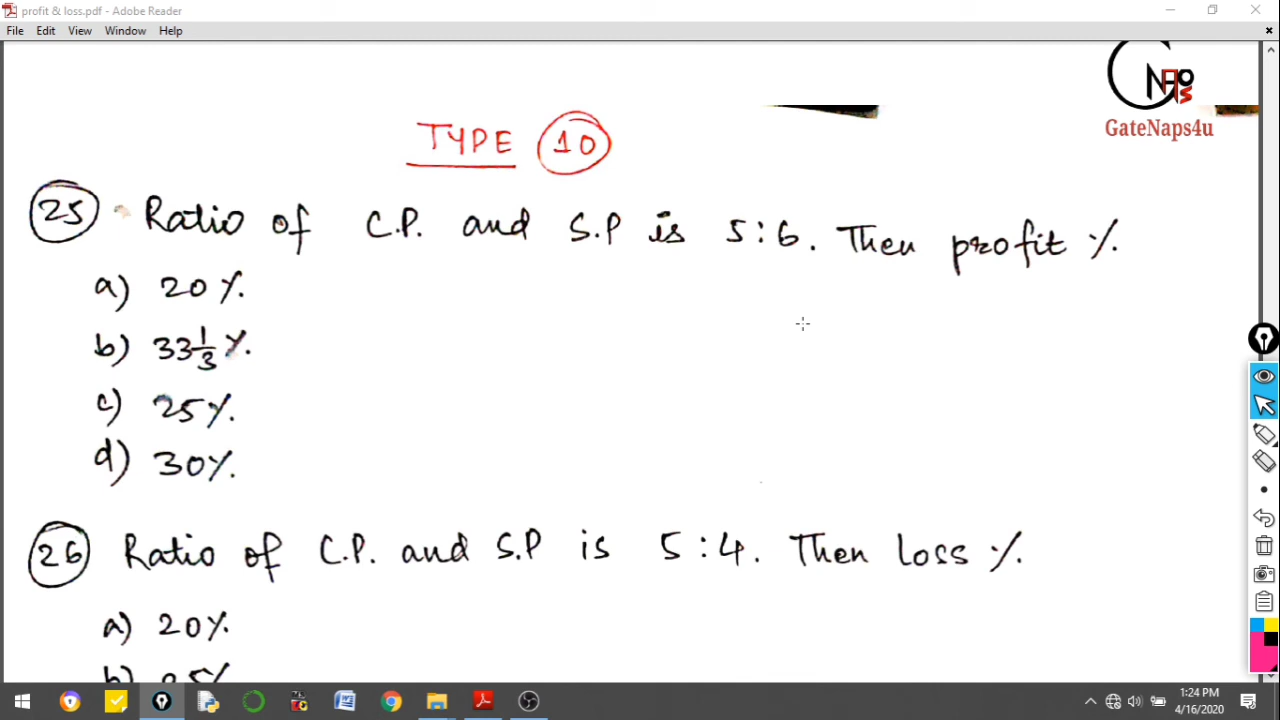 profit & loss.pdf - Adobe Reader
File Edit View Window Help
GateNaps4u
TYPE 10
25 Ratio of C.P. and S.P is 5:6. Then profit %
a) 20%.
b) 33 1/3 %.
c) 25%.
d) 30%.
26 Ratio of C.P. and S.P is 5:4. Then loss %.
a) 20%.
1:24 PM
4/16/2020